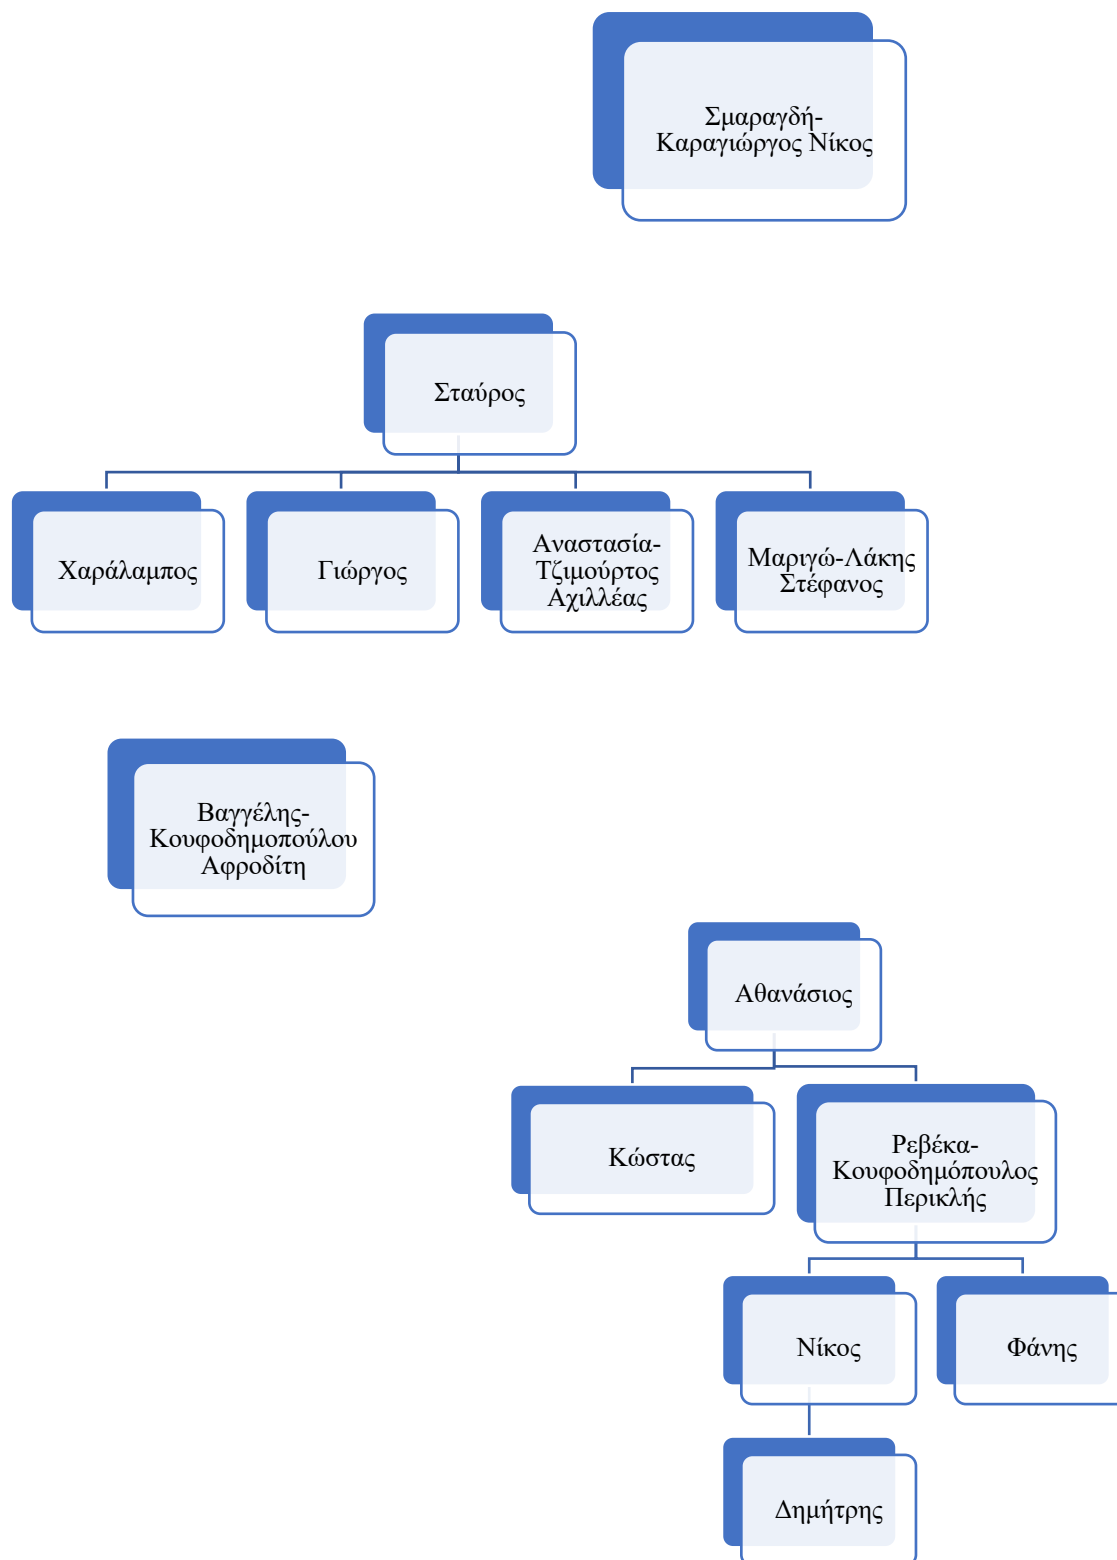 Σμαραγδή-
Καραγιώργος Νίκος
Σταύρος
Χαράλαμπος
Γιώργος
Αναστασία-
Τζιμούρτος
Αχιλλέας
Μαριγώ-Λάκης
Στέφανος
Βαγγέλης-
Κουφοδημοπούλου
Αφροδίτη
Αθανάσιος
Κώστας
Ρεβέκα-
Κουφοδημόπουλος
Περικλής
Νίκος
Φάνης
Δημήτρης